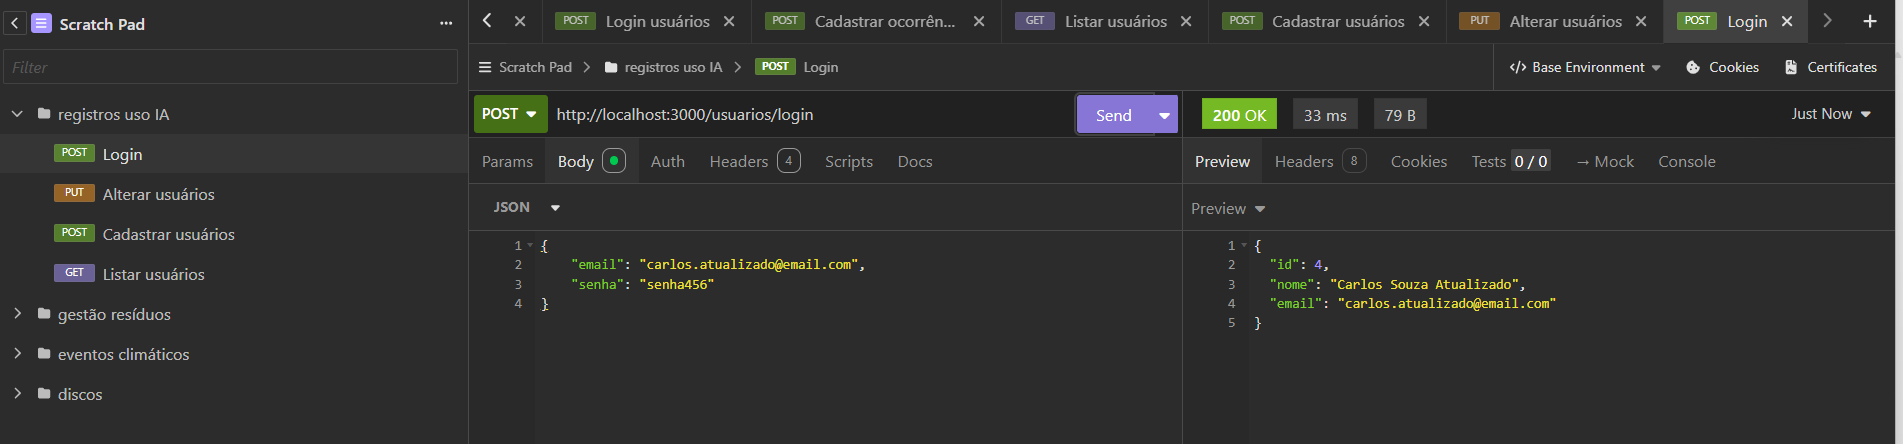 Scratch Pad
Filter
registros uso IA
POST Login
PUT Alterar usuários
POST Cadastrar usuários
GET Listar usuários
gestão resíduos
eventos climáticos
discos
POST Login usuários POST Cadastrar ocorrên... GET Listar usuários POST Cadastrar usuários PUT Alterar usuários POST Login
Scratch Pad registros uso IA POST Login
</> Base Environment Cookies Certificates
POST http://localhost:3000/usuarios/login Send
Params Body Auth Headers 4 Scripts Docs
JSON
1 {
2 "email": "carlos.atualizado@email.com",
3 "senha": "senha456"
4 }
200 OK 33 ms 79 B Just Now
Preview Headers 8 Cookies Tests 0 / 0 → Mock Console
Preview
1 {
2 "id": 4,
3 "nome": "Carlos Souza Atualizado",
4 "email": "carlos.atualizado@email.com"
5 }